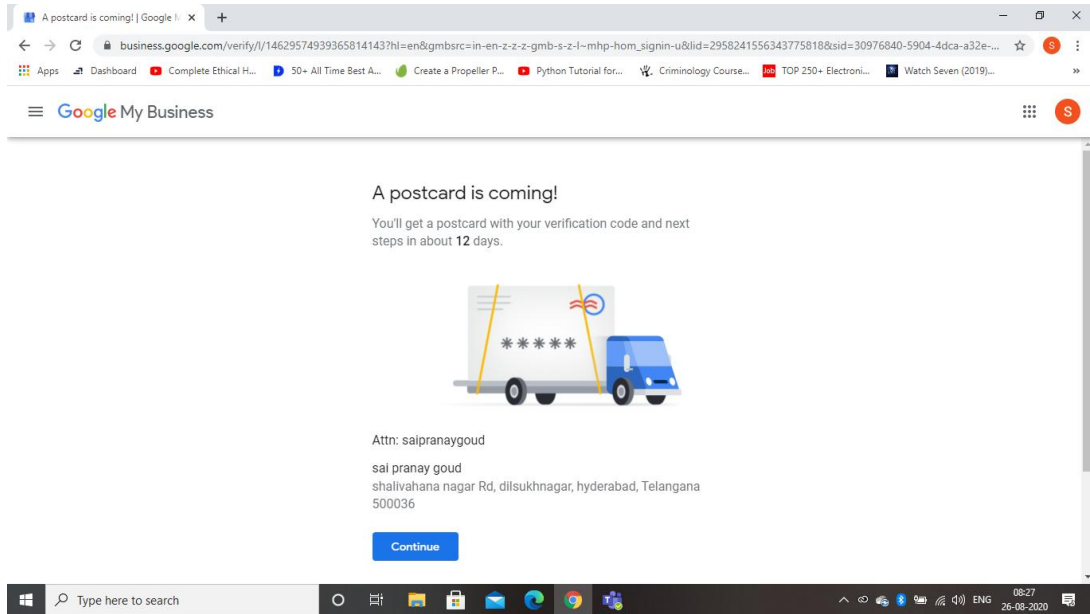 A postcard is coming! | Google M
business.google.com/verify/l/14629574939365814143?hl=en&gmbsrc=in-en-z-z-z-gmb-s-z-l~mhp-hom_signin-u&lid=2958241556343775818&sid=30976840-5904-4dca-a32e-...
S
Apps Dashboard Complete Ethical H... 50+ All Time Best A... Create a Propeller P... Python Tutorial for... Criminology Course... Job TOP 250+ Electroni... Watch Seven (2019)... »
Google My Business
S
A postcard is coming!
You'll get a postcard with your verification code and next
steps in about 12 days.
*****
Attn: saipranaygoud
sai pranay goud
shalivahana nagar Rd, dilsukhnagar, hyderabad, Telangana
500036
Continue
Type here to search
ENG
08:27
26-08-2020